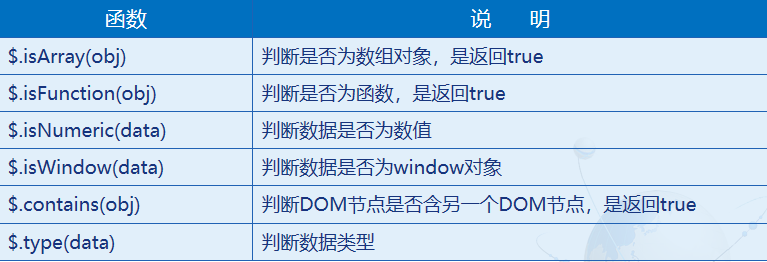 函数 说 明
$.isArray(obj) 判断是否为数组对象，是返回true
$.isFunction(obj) 判断是否为函数，是返回true
$.isNumeric(data) 判断数据是否为数值
$.isWindow(data) 判断数据是否为window对象
$.contains(obj) 判断DOM节点是否含另一个DOM节点，是返回true
$.type(data) 判断数据类型